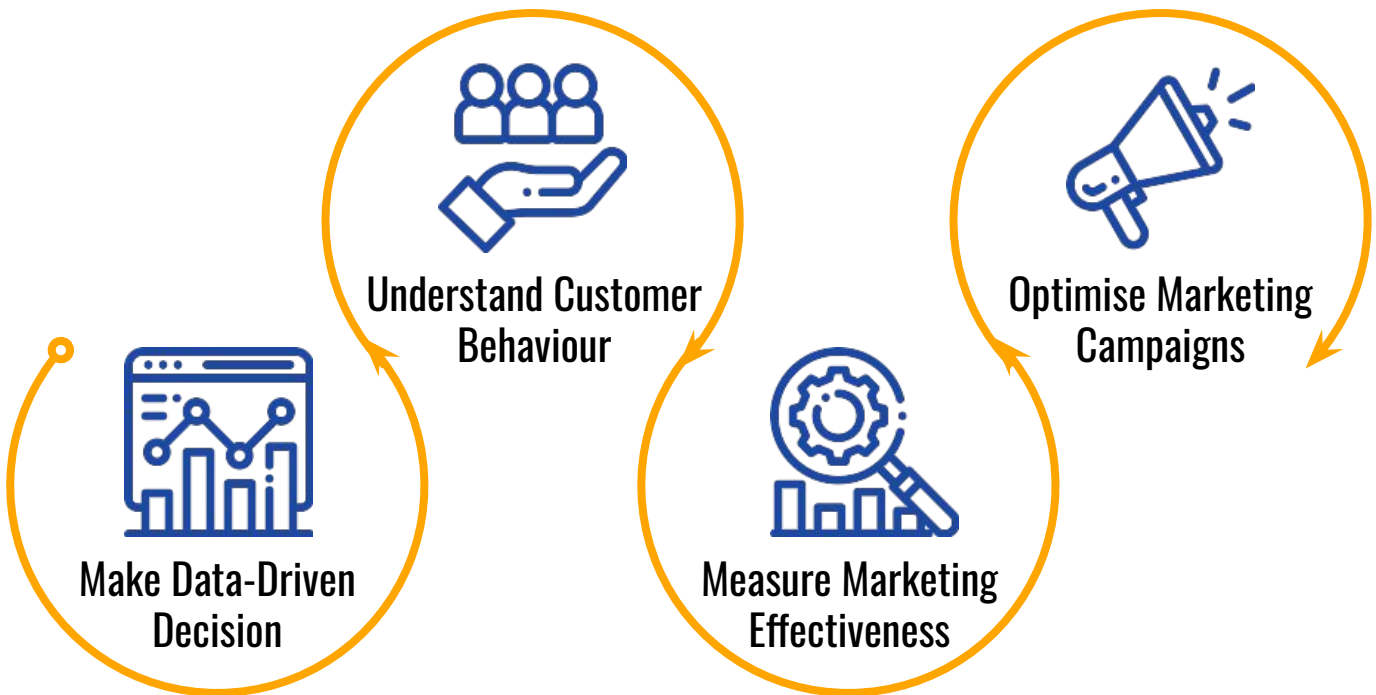 Make Data-Driven
Decision
Understand Customer
Behaviour
Measure Marketing
Effectiveness
Optimise Marketing
Campaigns